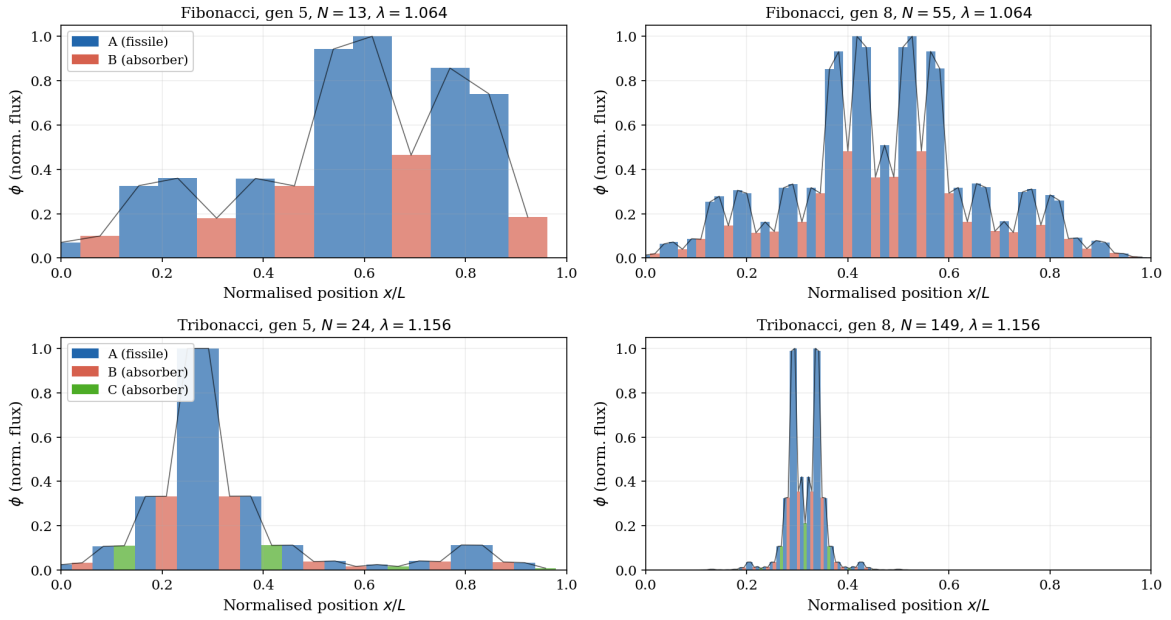 Fibonacci, gen 5, N = 13, λ = 1.064
ϕ (norm. flux)
1.0
0.8
0.6
0.4
0.2
0.0
A (fissile)
B (absorber)
0.0 0.2 0.4 0.6 0.8 1.0
Normalised position x/L
Fibonacci, gen 8, N = 55, λ = 1.064
ϕ (norm. flux)
1.0
0.8
0.6
0.4
0.2
0.0
0.0 0.2 0.4 0.6 0.8 1.0
Normalised position x/L
Tribonacci, gen 5, N = 24, λ = 1.156
ϕ (norm. flux)
1.0
0.8
0.6
0.4
0.2
0.0
A (fissile)
B (absorber)
C (absorber)
0.0 0.2 0.4 0.6 0.8 1.0
Normalised position x/L
Tribonacci, gen 8, N = 149, λ = 1.156
ϕ (norm. flux)
1.0
0.8
0.6
0.4
0.2
0.0
0.0 0.2 0.4 0.6 0.8 1.0
Normalised position x/L